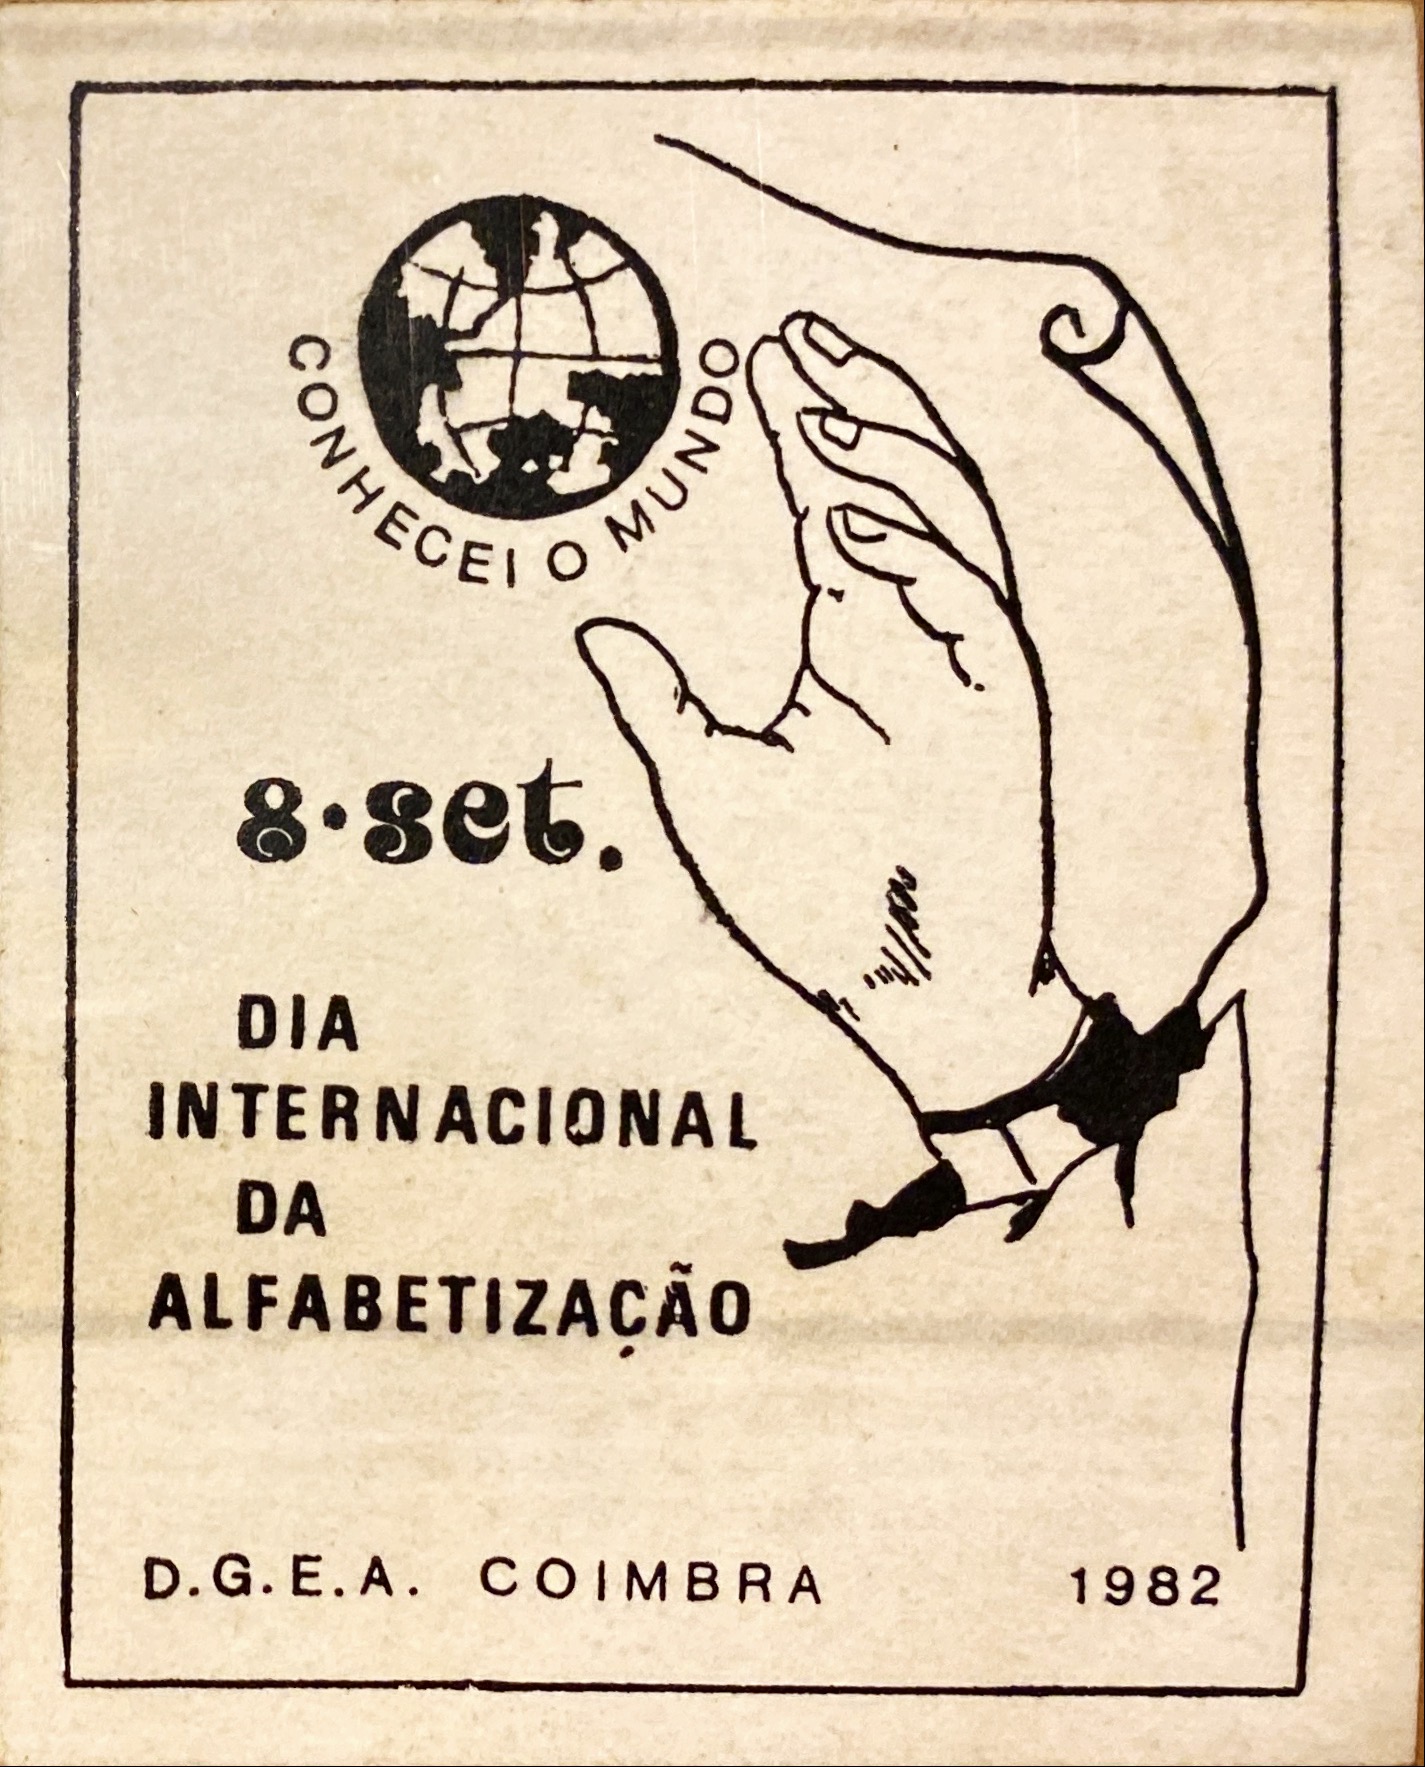 CONHECEI O MUNDO
8·set.
DIA
INTERNACIONAL
DA
ALFABETIZAÇÃO
D.G.E.A. COIMBRA 1982